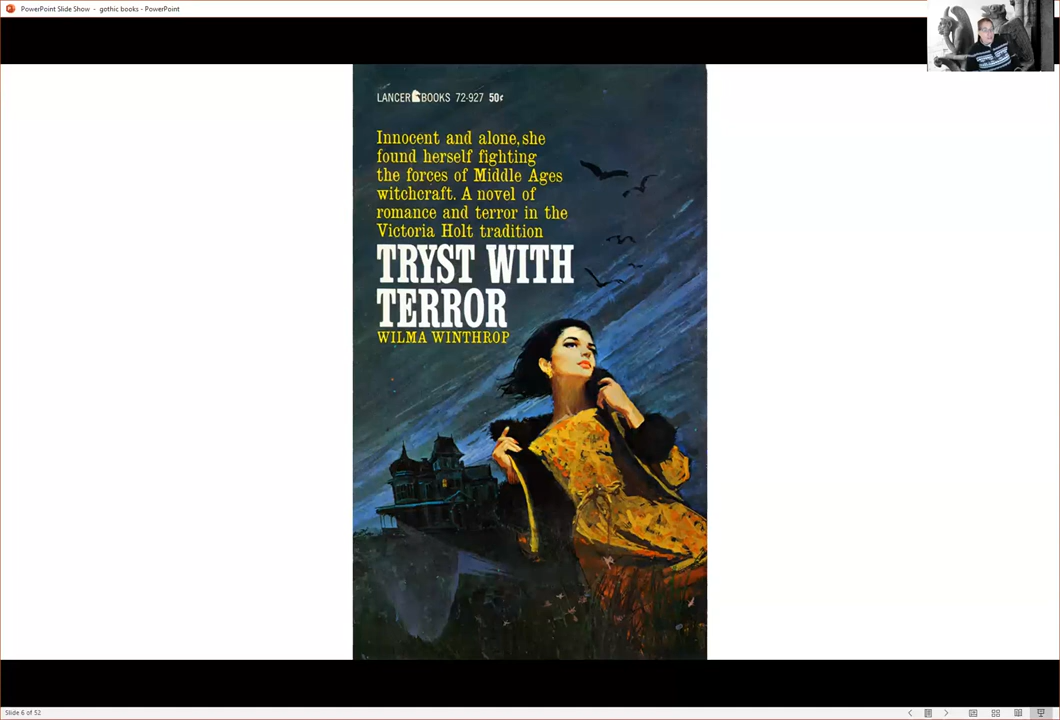 PowerPoint Slide Show - gothic books - PowerPoint
LANCER BOOKS 72-927 50¢
Innocent and alone, she
found herself fighting
the forces of Middle Ages
witchcraft. A novel of
romance and terror in the
Victoria Holt tradition
TRYST WITH
TERROR
WILMA WINTHROP
Slide 6 of 52